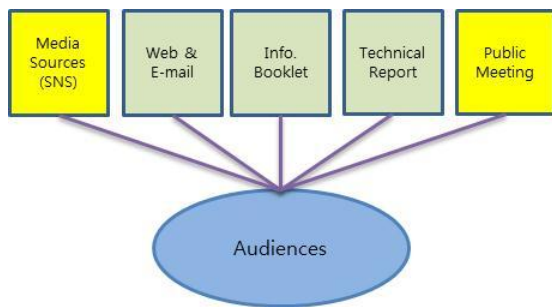 Media
Sources
(SNS)
Web &
E-mail
Info.
Booklet
Technical
Report
Public
Meeting
Audiences